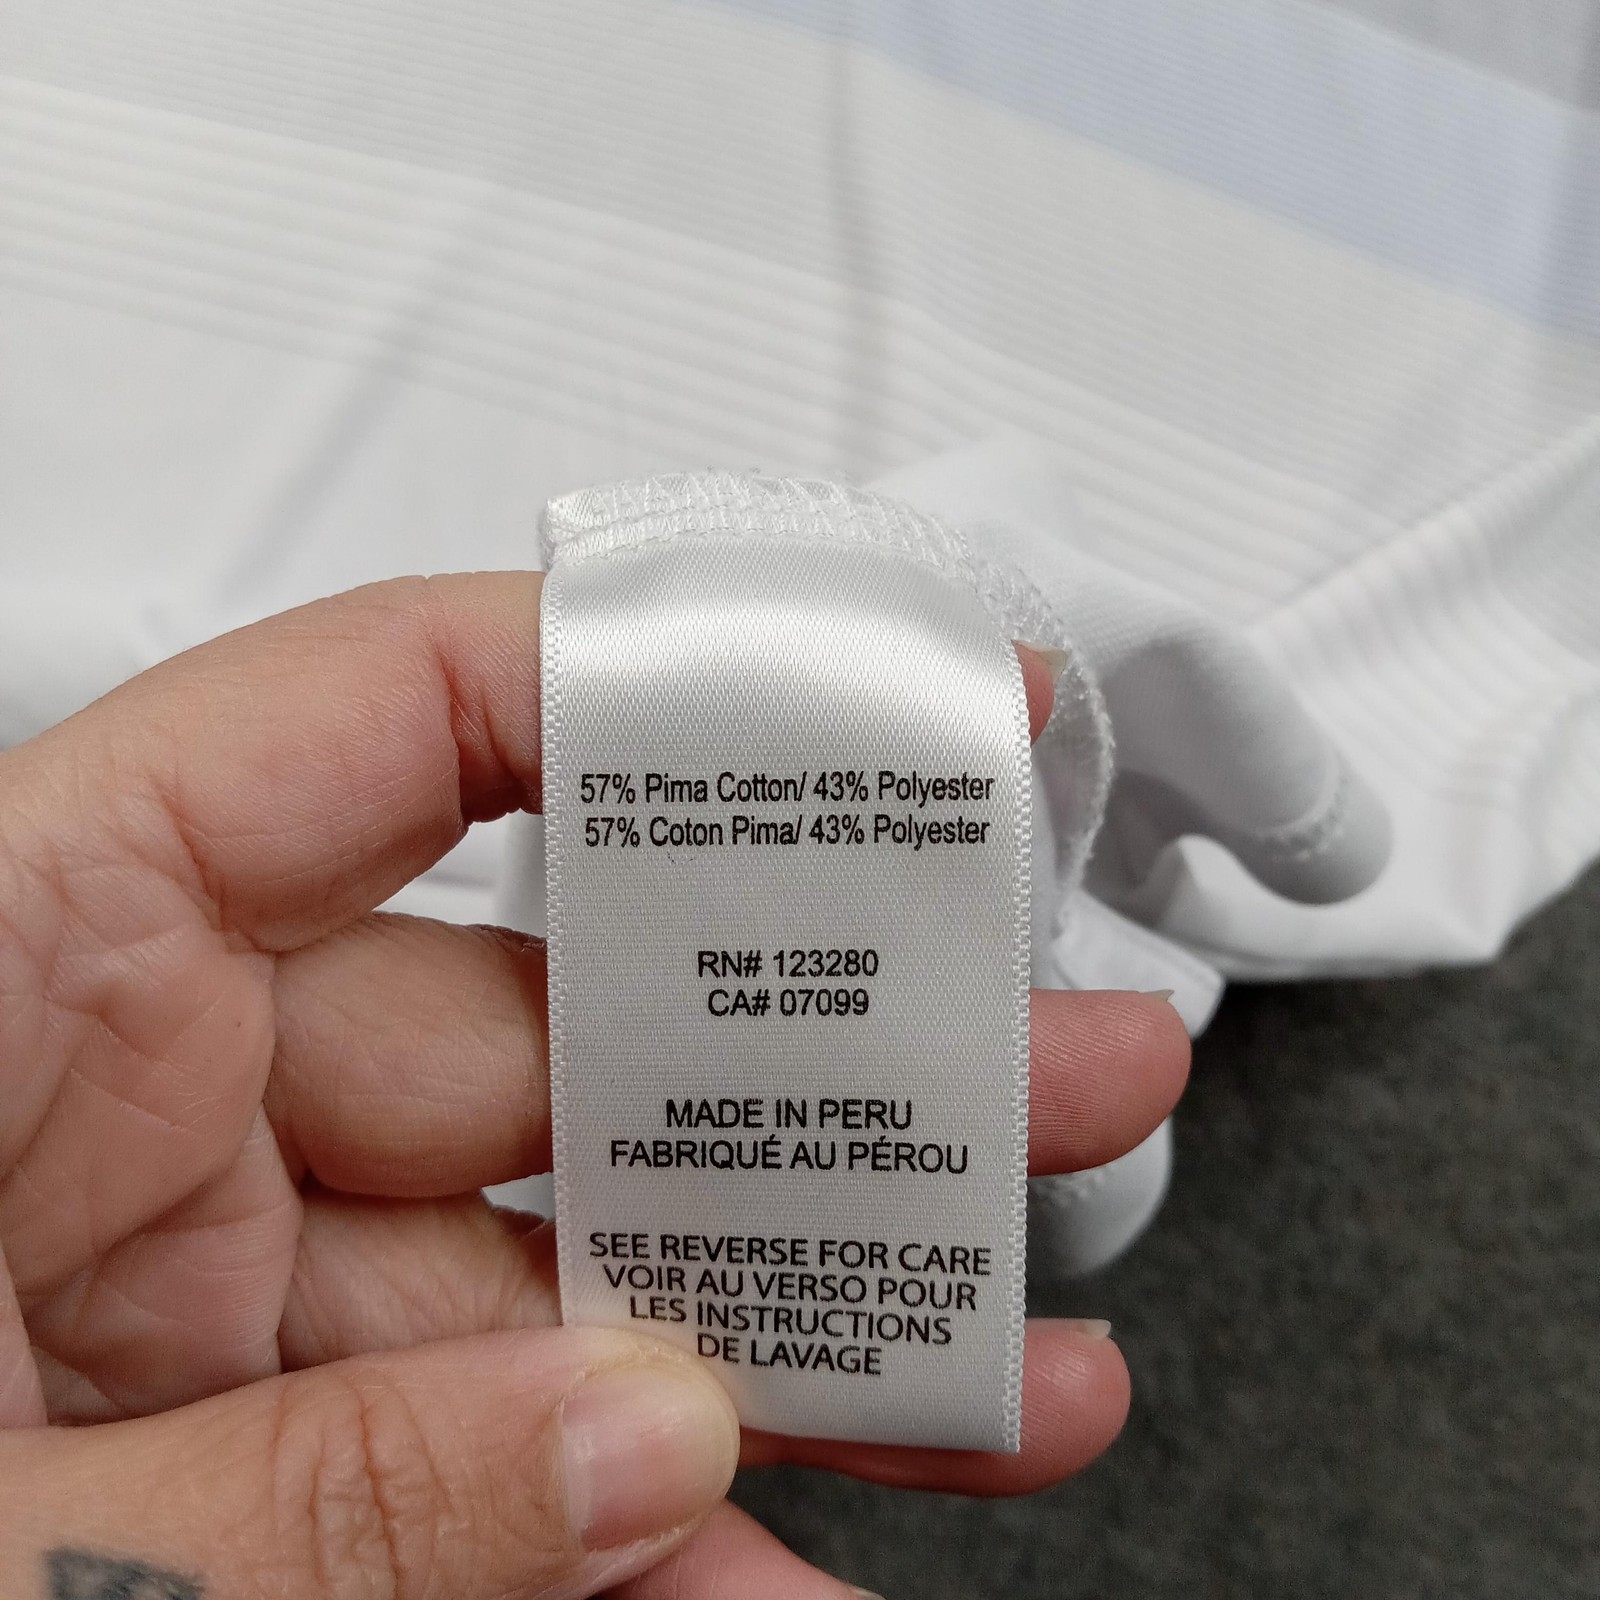 57% Pima Cotton/ 43% Polyester
57% Coton Pima/ 43% Polyester
RN# 123280
CA# 07099
MADE IN PERU
FABRIQUÉ AU PÉROU
SEE REVERSE FOR CARE
VOIR AU VERSO POUR
LES INSTRUCTIONS
DE LAVAGE